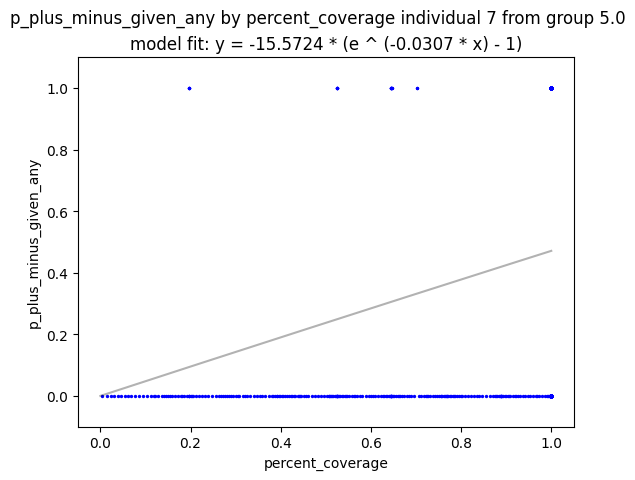 p_plus_minus_given_any by percent_coverage individual 7 from group 5.0
model fit: y = -15.5724 * (e ^ (-0.0307 * x) - 1)
p_plus_minus_given_any
1.0
0.8
0.6
0.4
0.2
0.0
0.0 0.2 0.4 0.6 0.8 1.0
percent_coverage